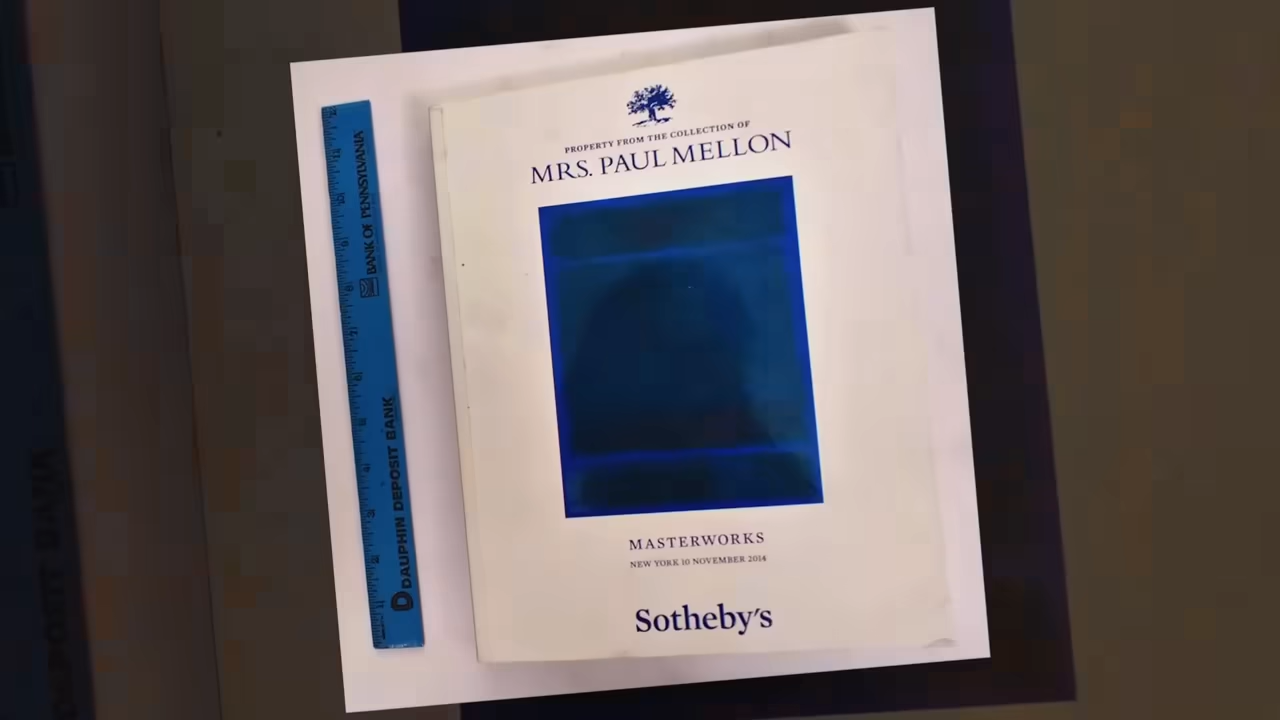 PROPERTY FROM THE COLLECTION OF
MRS. PAUL MELLON
MASTERWORKS
NEW YORK 10 NOVEMBER 2014
Sotheby's
BANK OF PENNSYLVANIA
DAUPHIN DEPOSIT BANK